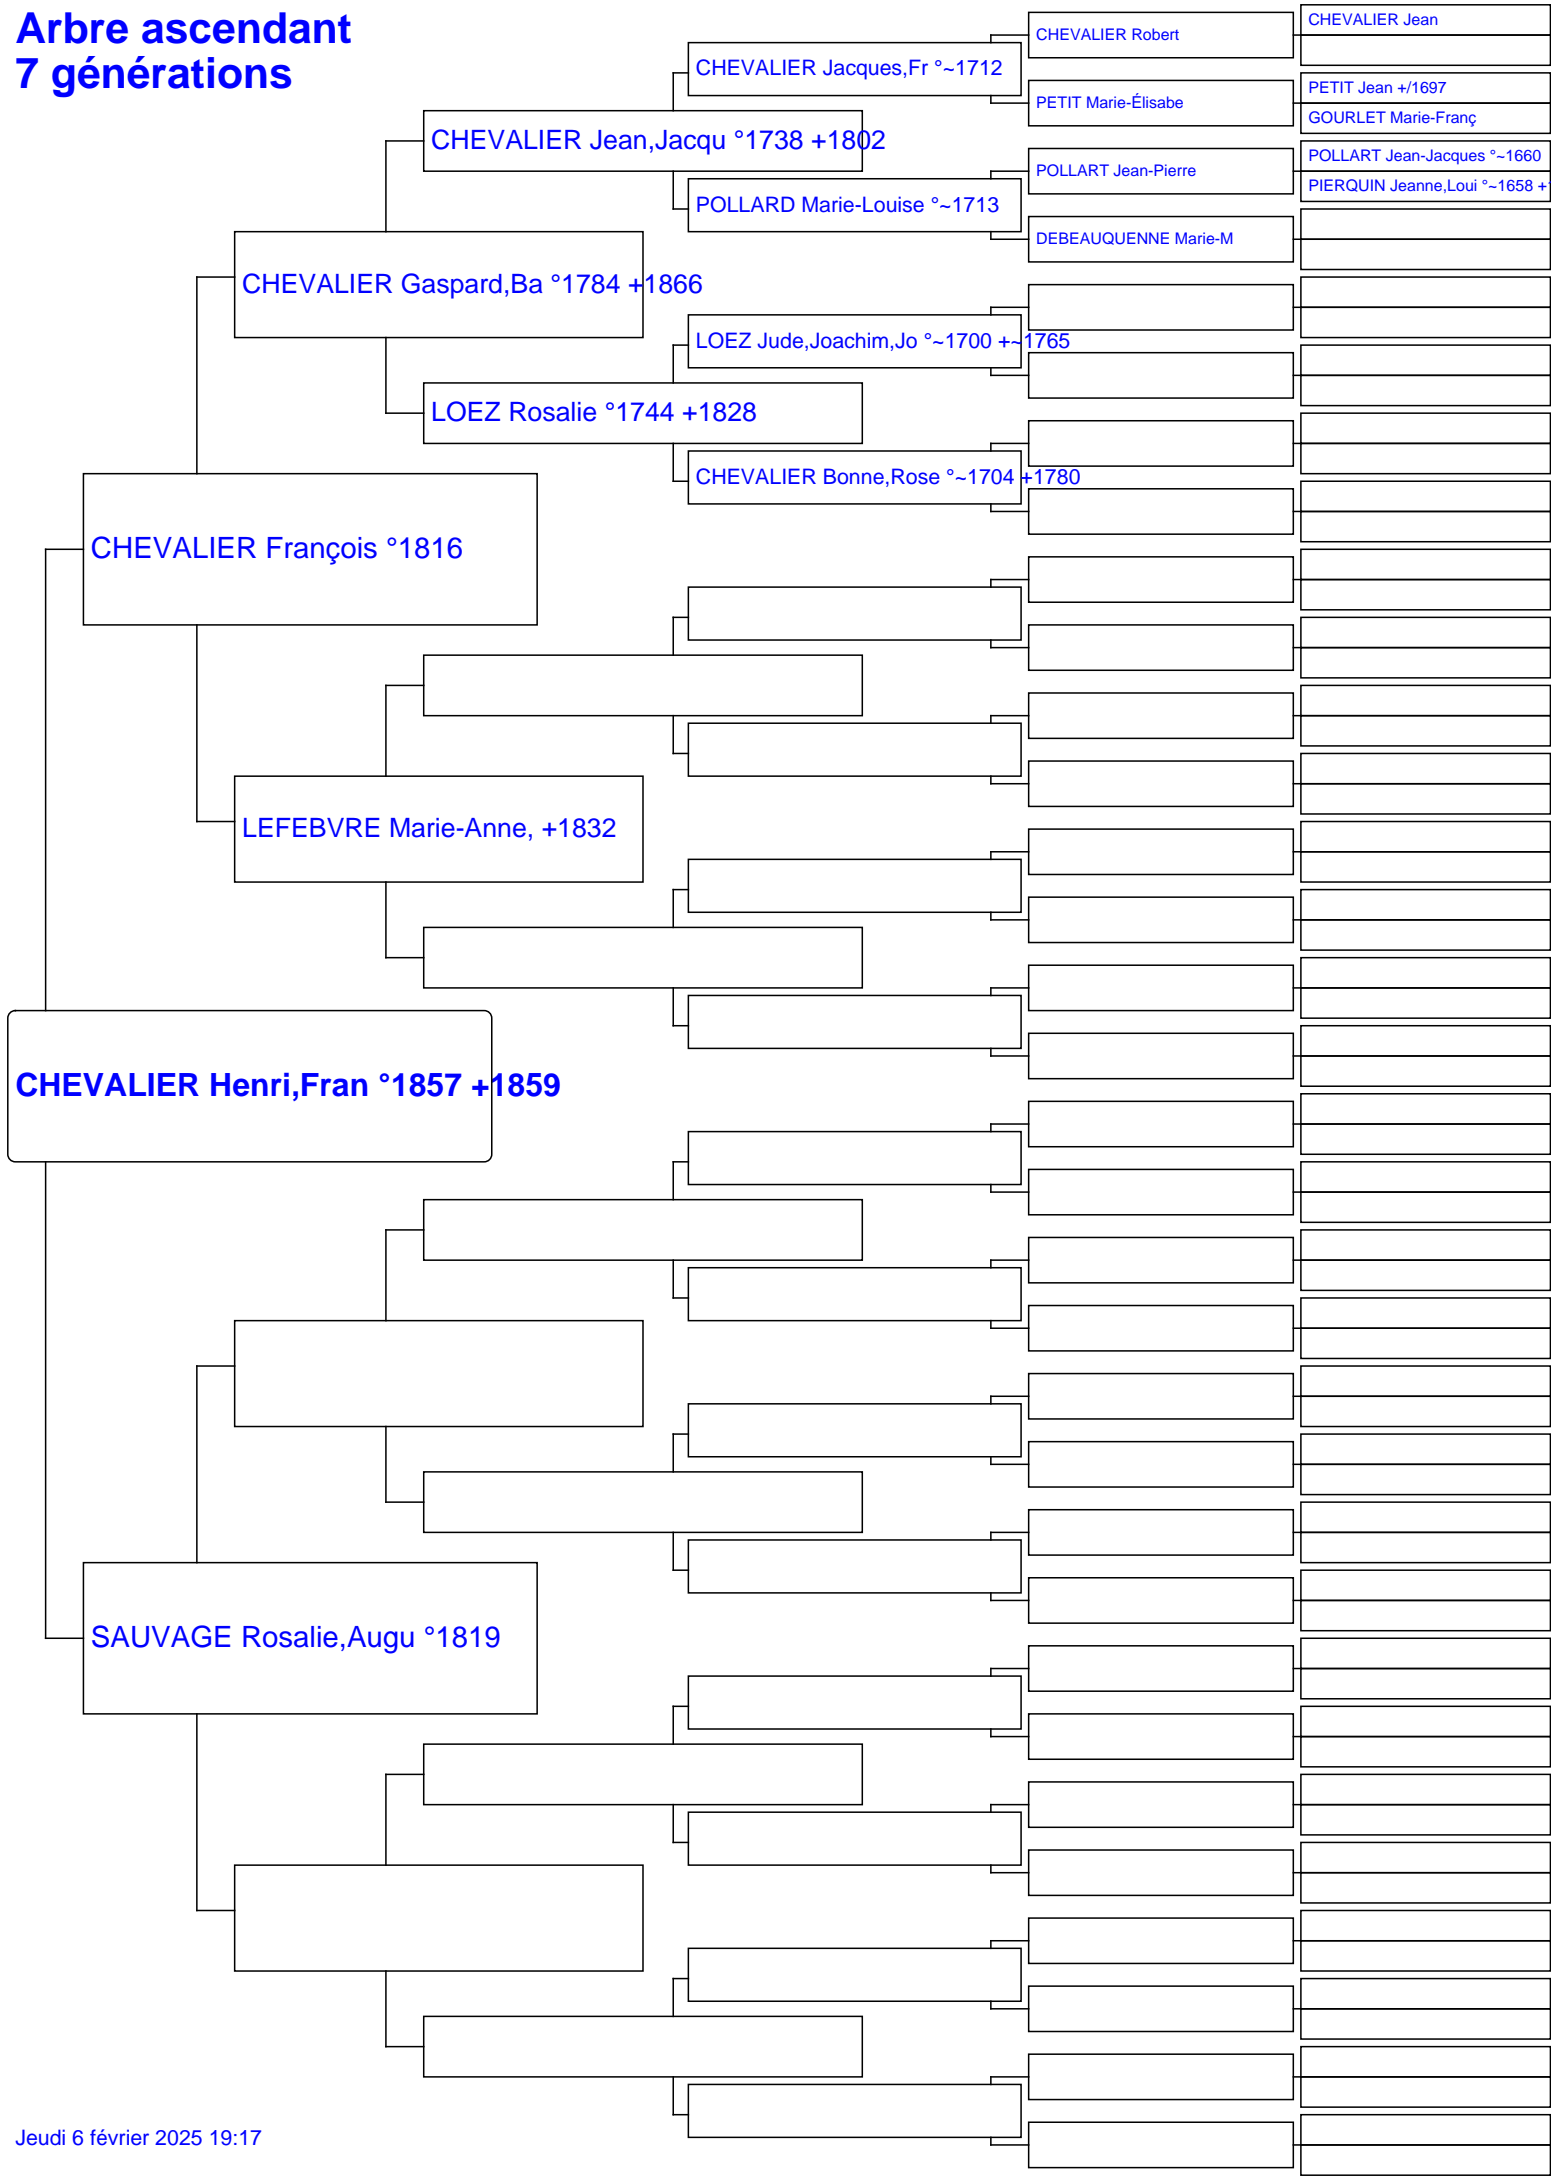 Arbre ascendant
7 générations
CHEVALIER Jean
CHEVALIER Robert
CHEVALIER Jacques,Fr °~1712
PETIT Jean +/1697
PETIT Marie-Élisabe
GOURLET Marie-Franç
CHEVALIER Jean,Jacqu °1738 +1802
POLLART Jean-Jacques °~1660
POLLART Jean-Pierre
PIERQUIN Jeanne,Loui °~1658 +
POLLARD Marie-Louise °~1713
DEBEAUQUENNE Marie-M
CHEVALIER Gaspard,Ba °1784 +1866
LOEZ Jude,Joachim,Jo °~1700 +~1765
LOEZ Rosalie °1744 +1828
CHEVALIER Bonne,Rose °~1704 +1780
CHEVALIER François °1816
LEFEBVRE Marie-Anne, +1832
CHEVALIER Henri,Fran °1857 +1859
SAUVAGE Rosalie,Augu °1819
Jeudi 6 février 2025 19:17